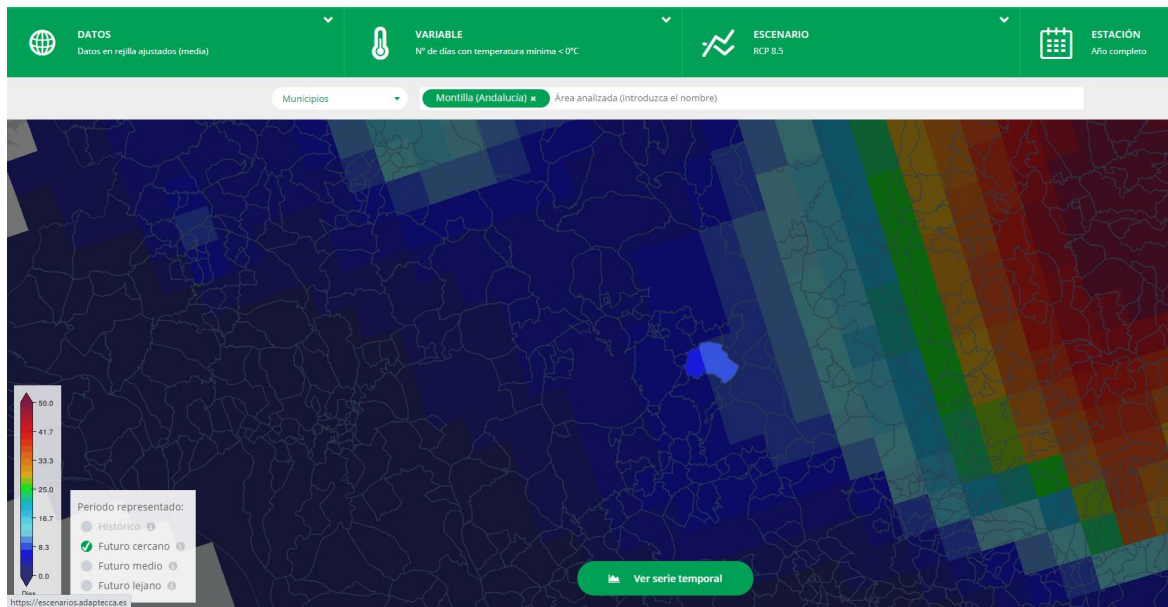 DATOS
Datos en rejilla ajustados (media)
VARIABLE
Nº de días con temperatura mínima < 0ºC
ESCENARIO
RCP 8.5
ESTACIÓN
Año completo
Municipios
Montilla (Andalucía) ×
Área analizada (introduzca el nombre)
50.0
41.7
33.3
25.0
16.7
8.3
0.0
Días
Periodo representado:
Histórico
Futuro cercano
Futuro medio
Futuro lejano
Ver serie temporal
https://escenarios.adaptecca.es